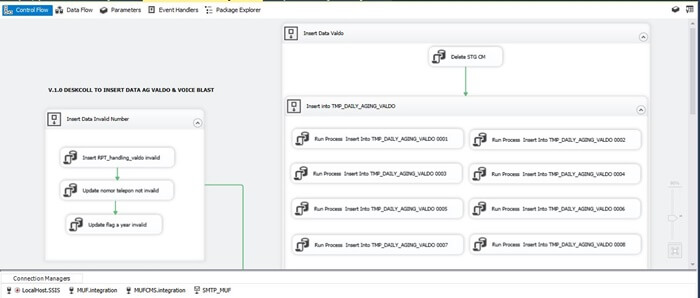 Control Flow Data Flow Parameters Event Handlers Package Explorer
Insert Data Valdo
Delete STG CM
V.1.0 DESKCOLL TO INSERT DATA AG VALDO & VOICE BLAST
Insert Data Invalid Number
Insert RPT_handling_valdo invalid
Update nomor telepon not invalid
Update flag a year invalid
Insert into TMP_DAILY_AGING_VALDO
Run Process Insert Into TMP_DAILY_AGING_VALDO 0001
Run Process Insert Into TMP_DAILY_AGING_VALDO 0002
Run Process Insert Into TMP_DAILY_AGING_VALDO 0003
Run Process Insert Into TMP_DAILY_AGING_VALDO 0004
Run Process Insert Into TMP_DAILY_AGING_VALDO 0005
Run Process Insert Into TMP_DAILY_AGING_VALDO 0006
Run Process Insert Into TMP_DAILY_AGING_VALDO 0007
Run Process Insert Into TMP_DAILY_AGING_VALDO 0008
Connection Managers
LocalHost.SSIS MUF.integration MUFCMS.integration SMTP_MUF